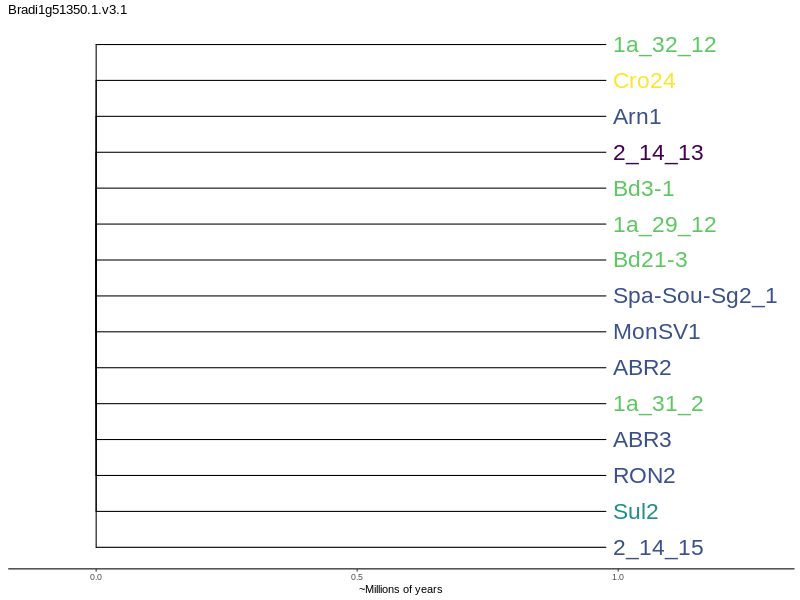 Bradi1g51350.1.v3.1
1a_32_12
Cro24
Arn1
2_14_13
Bd3-1
1a_29_12
Bd21-3
Spa-Sou-Sg2_1
MonSV1
ABR2
1a_31_2
ABR3
RON2
Sul2
2_14_15
0.0 0.5 1.0
~Millions of years